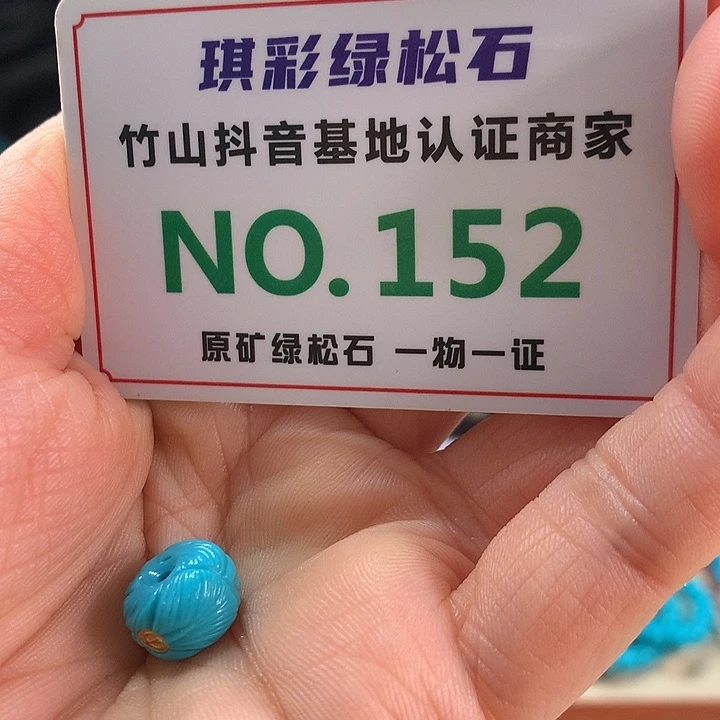 琪彩绿松石
竹山抖音基地认证商家
NO.152
原矿绿松石 一物一证